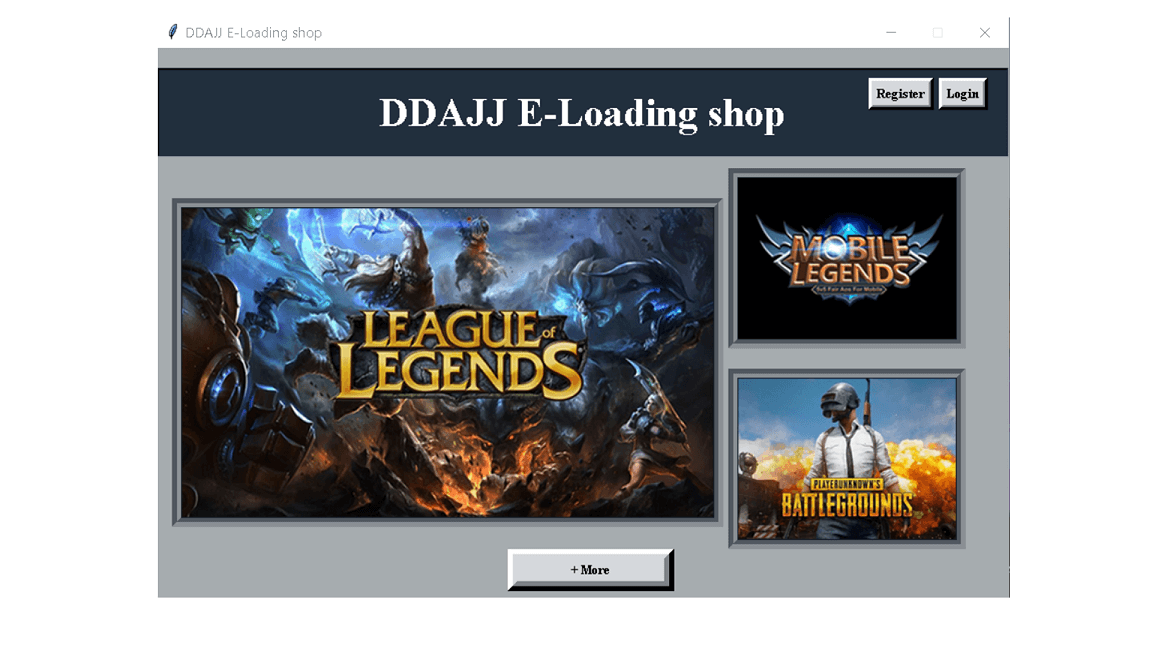 DDAJJ E-Loading shop
DDAJJ E-Loading shop
Register
Login
LEAGUE of
LEGENDS
MOBILE
LEGENDS
5v5 Fair Aos For Mobile
PLAYERUNKNOWN'S
BATTLEGROUNDS
+ More